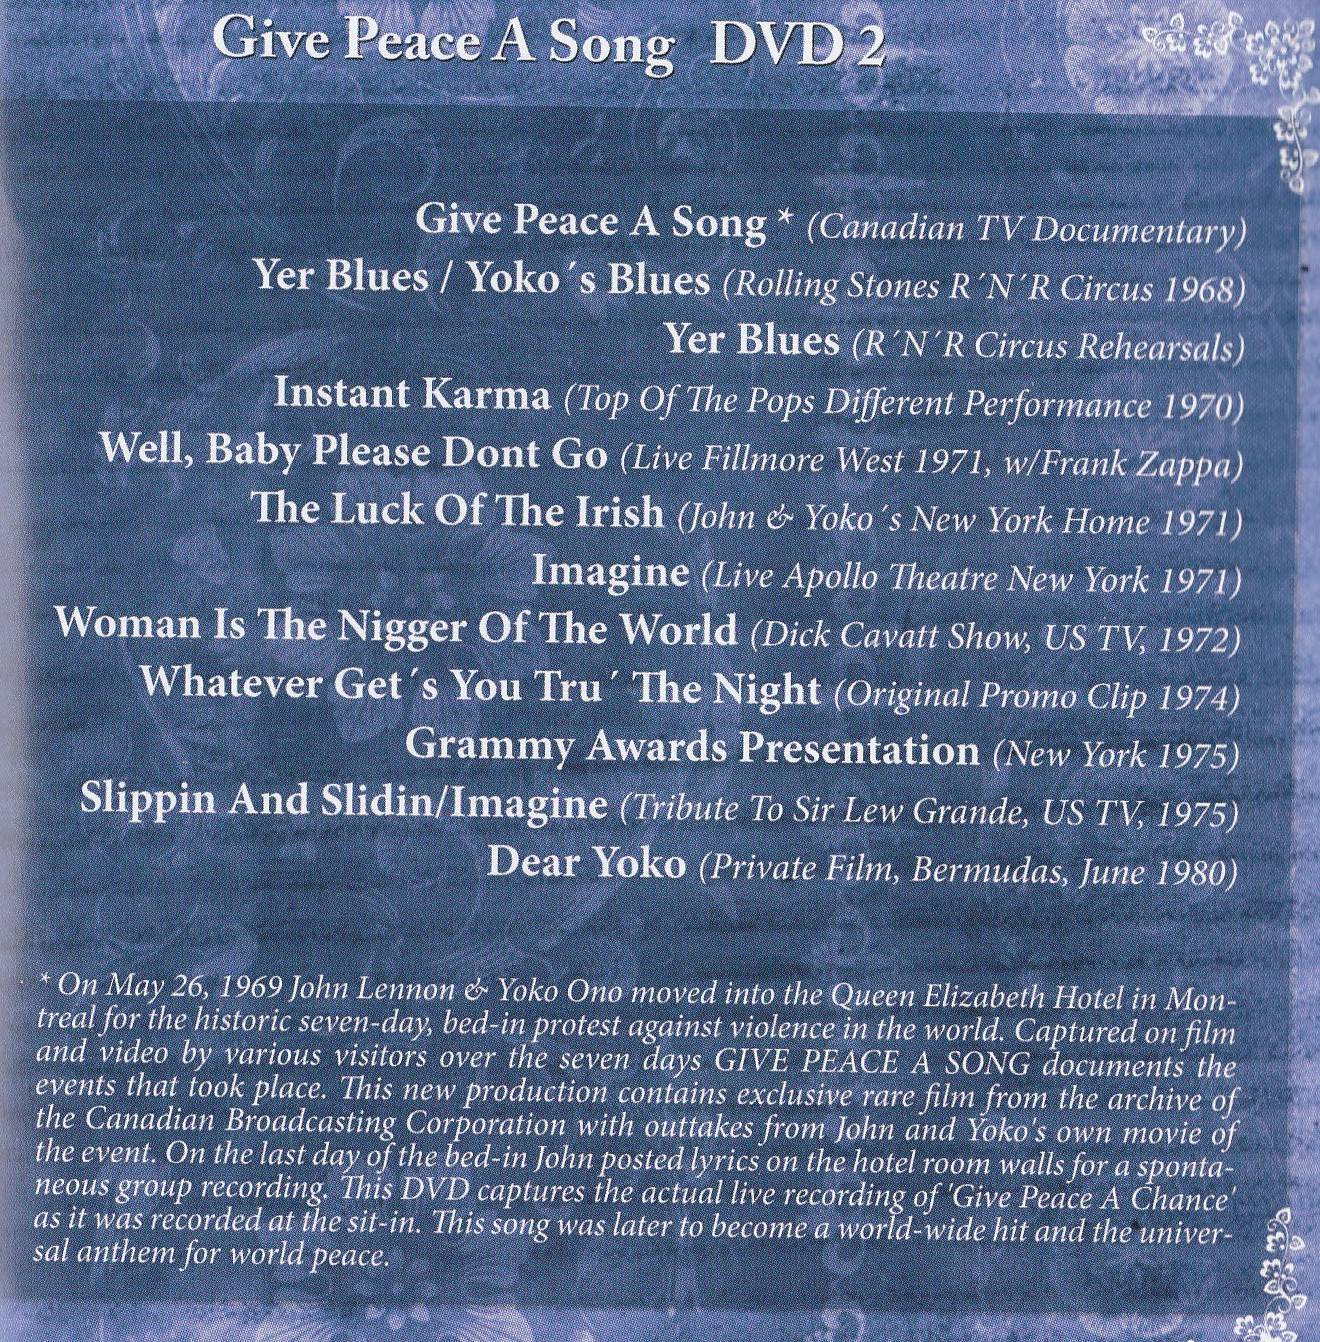 Give Peace A Song DVD 2
Give Peace A Song * (Canadian TV Documentary)
Yer Blues / Yoko´s Blues (Rolling Stones R´N´R Circus 1968)
Yer Blues (R´N´R Circus Rehearsals)
Instant Karma (Top Of The Pops Different Performance 1970)
Well, Baby Please Dont Go (Live Fillmore West 1971, w/Frank Zappa)
The Luck Of The Irish (John & Yoko´s New York Home 1971)
Imagine (Live Apollo Theatre New York 1971)
Woman Is The Nigger Of The World (Dick Cavatt Show, US TV, 1972)
Whatever Get´s You Tru´ The Night (Original Promo Clip 1974)
Grammy Awards Presentation (New York 1975)
Slippin And Slidin/Imagine (Tribute To Sir Lew Grande, US TV, 1975)
Dear Yoko (Private Film, Bermudas, June 1980)
* On May 26, 1969 John Lennon & Yoko Ono moved into the Queen Elizabeth Hotel in Mon-
treal for the historic seven-day, bed-in protest against violence in the world. Captured on film
and video by various visitors over the seven days GIVE PEACE A SONG documents the
events that took place. This new production contains exclusive rare film from the archive of
the Canadian Broadcasting Corporation with outtakes from John and Yoko's own movie of
the event. On the last day of the bed-in John posted lyrics on the hotel room walls for a sponta-
neous group recording. This DVD captures the actual live recording of 'Give Peace A Chance'
as it was recorded at the sit-in. This song was later to become a world-wide hit and the univer-
sal anthem for world peace.